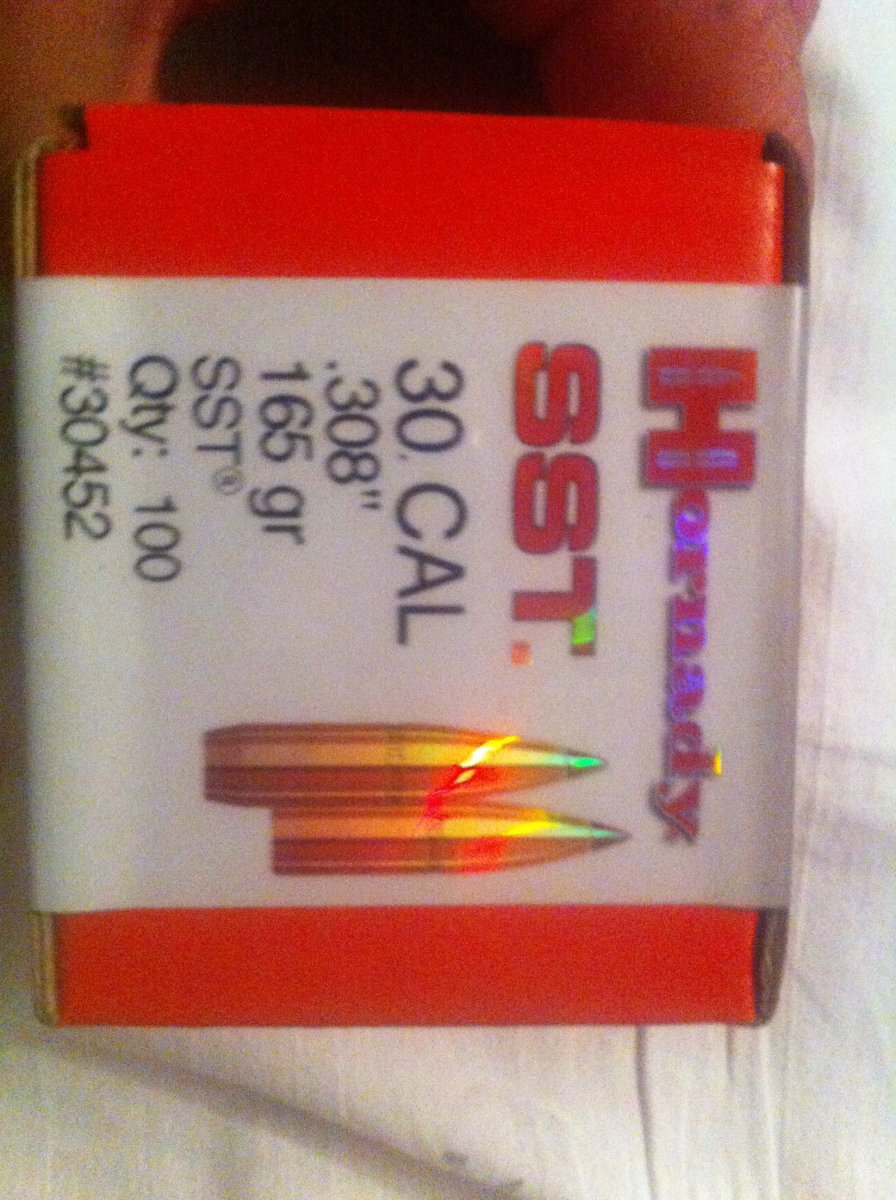 Hornady
SST.
30 CAL
.308"
165 gr
SST®
Qty: 100
#30452